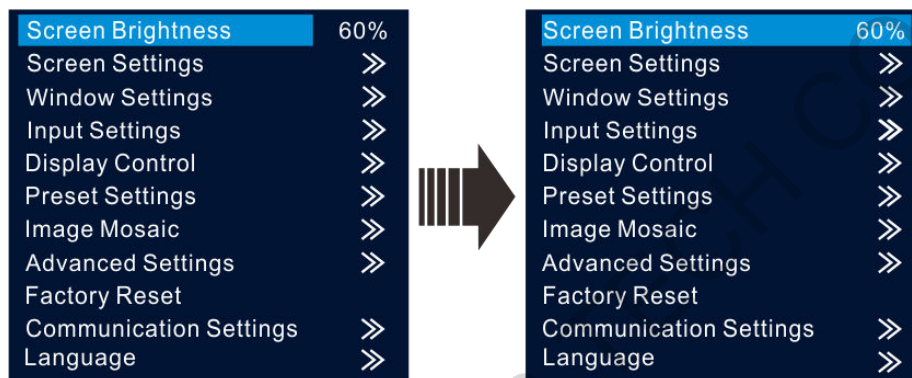 Screen Brightness 60%
Screen Settings
Window Settings
Input Settings
Display Control
Preset Settings
Image Mosaic
Advanced Settings
Factory Reset
Communication Settings
Language
Screen Brightness 60%
Screen Settings
Window Settings
Input Settings
Display Control
Preset Settings
Image Mosaic
Advanced Settings
Factory Reset
Communication Settings
Language